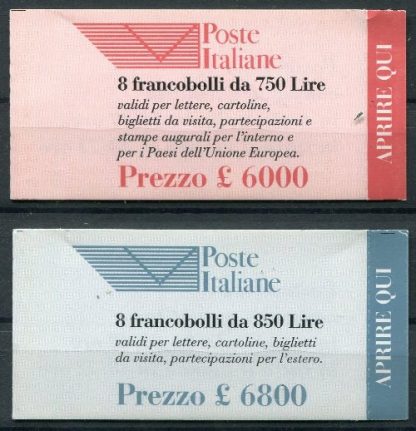 Poste
Italiane
8 francobolli da 750 Lire
validi per lettere, cartoline,
biglietti da visita, partecipazioni e
stampe augurali per l'interno e
per i Paesi dell'Unione Europea.
Prezzo £ 6000
APRIRE QUI
Poste
Italiane
8 francobolli da 850 Lire
validi per lettere, cartoline, biglietti
da visita, partecipazioni per l'estero.
Prezzo £ 6800
APRIRE QUI